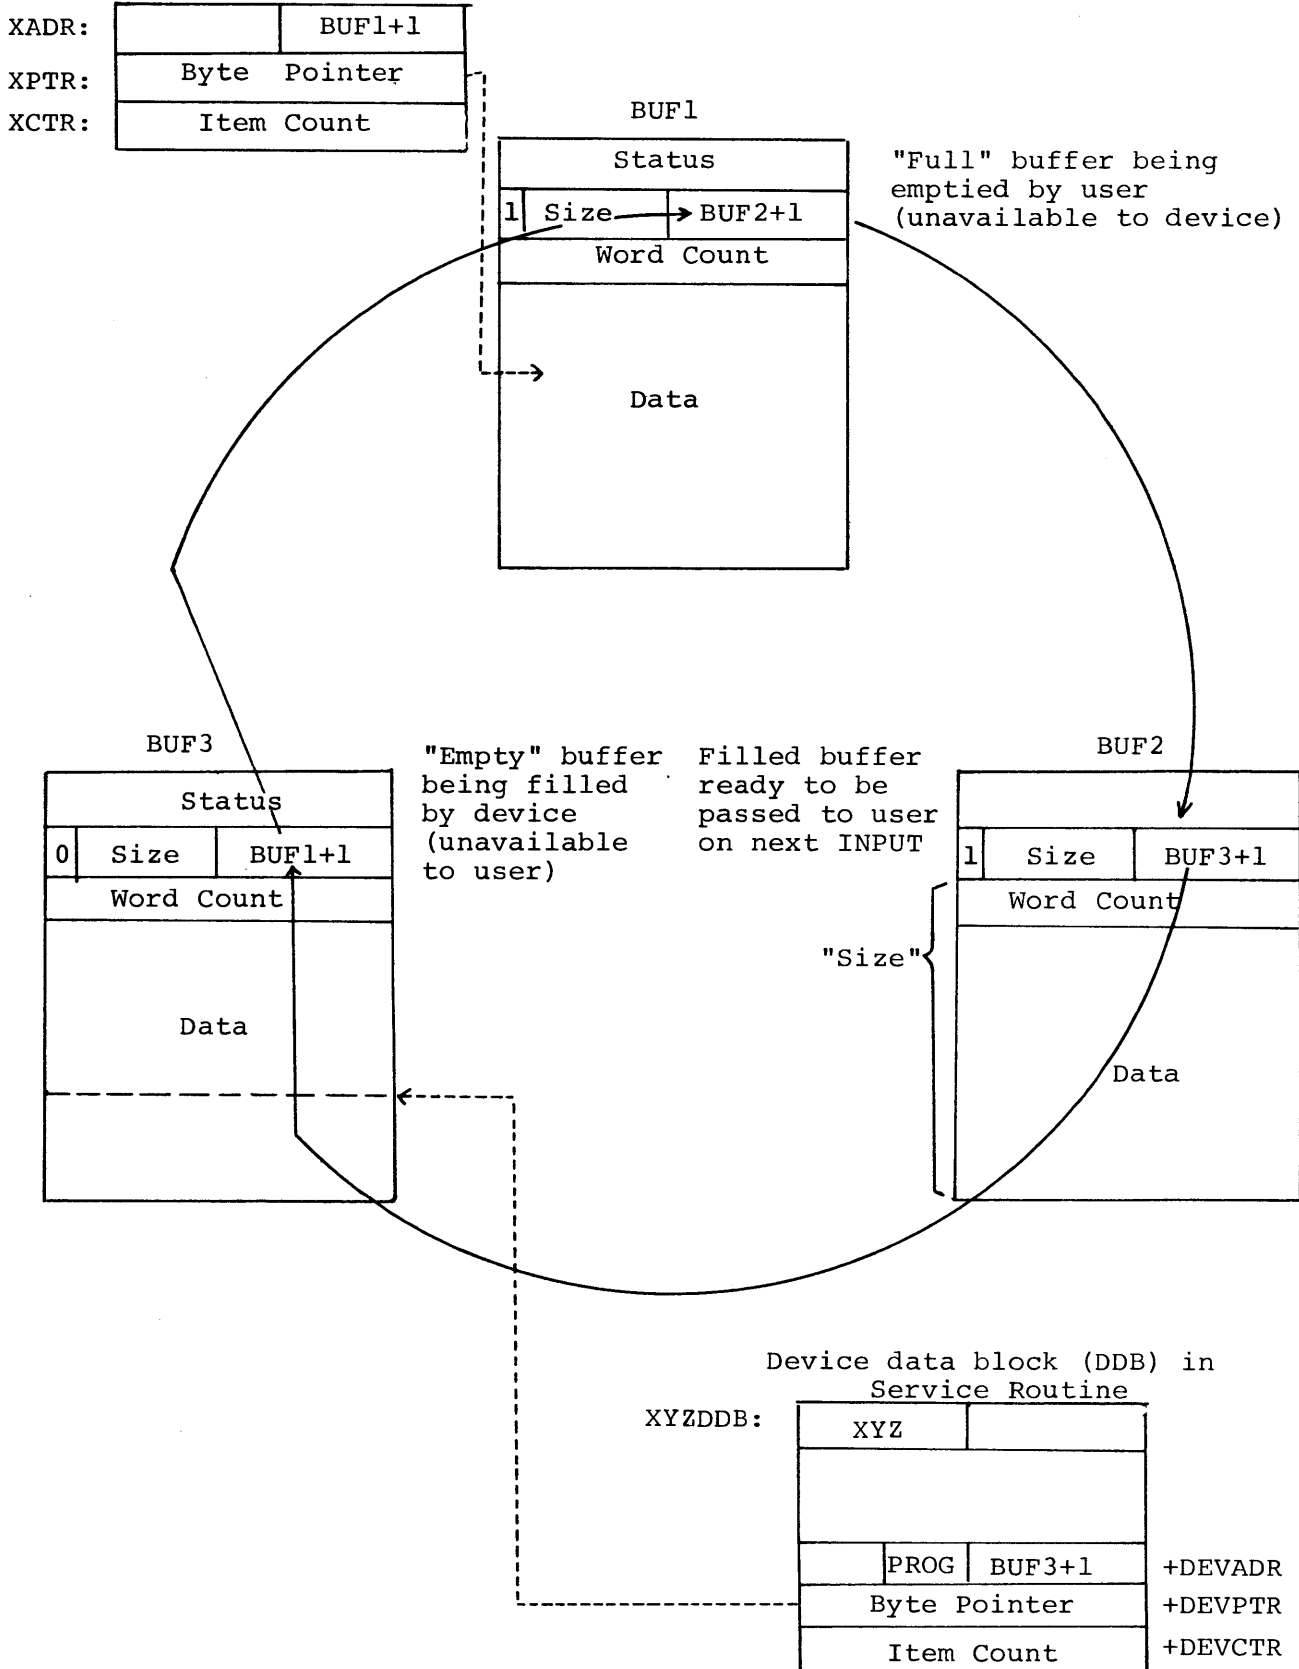 XADR: BUF1+1
XPTR: Byte Pointer
XCTR: Item Count
BUF1
Status
1 Size BUF2+1
Word Count
Data
"Full" buffer being
emptied by user
(unavailable to device)
BUF3
Status
0 Size BUF1+1
Word Count
Data
"Empty" buffer
being filled
by device
(unavailable
to user)
Filled buffer
ready to be
passed to user
on next INPUT
BUF2
1 Size BUF3+1
Word Count
"Size"
Data
Device data block (DDB) in
Service Routine
XYZDDB: XYZ
PROG BUF3+1 +DEVADR
Byte Pointer +DEVPTR
Item Count +DEVCTR